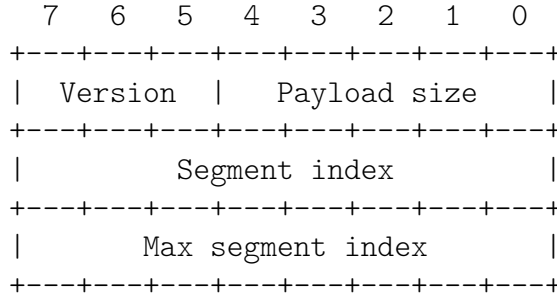 7 6 5 4 3 2 1 0
+---+---+---+---+---+---+---+---+
| Version | Payload size |
+---+---+---+---+---+---+---+---+
| Segment index |
+---+---+---+---+---+---+---+---+
| Max segment index |
+---+---+---+---+---+---+---+---+